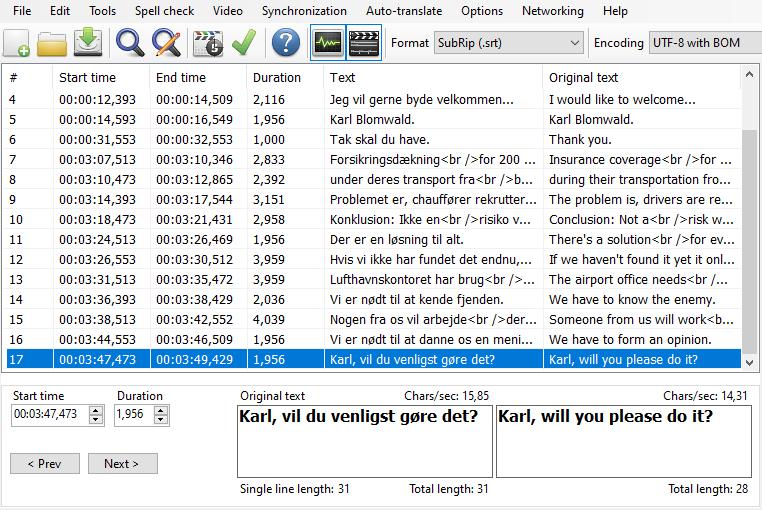 File Edit Tools Spell check Video Synchronization Auto-translate Options Networking Help
Format SubRip (.srt) Encoding UTF-8 with BOM
# Start time End time Duration Text Original text
4 00:00:12,393 00:00:14,509 2,116 Jeg vil gerne byde velkommen... I would like to welcome...
5 00:00:14,593 00:00:16,549 1,956 Karl Blomwald. Karl Blomwald.
6 00:00:31,553 00:00:32,553 1,000 Tak skal du have. Thank you.
7 00:03:07,513 00:03:10,346 2,833 Forsikringsdækning<br />for 200 ... Insurance coverage<br />for ...
8 00:03:10,473 00:03:12,865 2,392 under deres transport fra<br />b... during their transportation fro...
9 00:03:14,393 00:03:17,544 3,151 Problemet er, chauffører rekrutter... The problem is, drivers are re...
10 00:03:18,473 00:03:21,431 2,958 Konklusion: Ikke en<br />risiko v... Conclusion: Not a<br />risk w...
11 00:03:24,513 00:03:26,469 1,956 Der er en løsning til alt. There's a solution<br />for ev...
12 00:03:26,553 00:03:30,512 3,959 Hvis vi ikke har fundet det endnu,... If we haven't found it yet it onl...
13 00:03:31,513 00:03:35,472 3,959 Lufthavnskontoret har brug<br />... The airport office needs<br /...
14 00:03:36,393 00:03:38,429 2,036 Vi er nødt til at kende fjenden. We have to know the enemy.
15 00:03:38,513 00:03:42,552 4,039 Nogen fra os vil arbejde<br />der... Someone from us will work<b...
16 00:03:44,553 00:03:46,509 1,956 Vi er nødt til at danne os en meni... We have to form an opinion.
17 00:03:47,473 00:03:49,429 1,956 Karl, vil du venligst gøre det? Karl, will you please do it?
Start time Duration Original text Chars/sec: 15,85 Chars/sec: 14,31
00:03:47,473 1,956 Karl, vil du venligst gøre det? Karl, will you please do it?
< Prev Next >
Single line length: 31 Total length: 31 Total length: 28